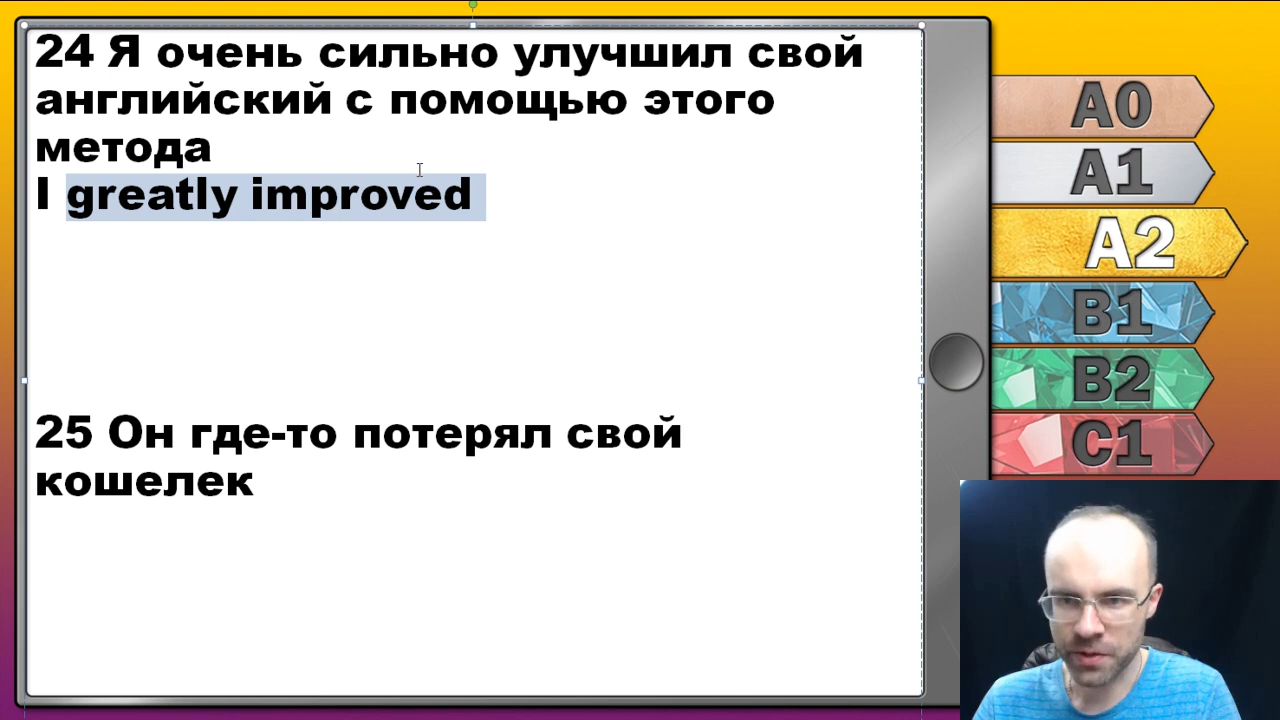 24 Я очень сильно улучшил свой
английский с помощью этого
метода
I greatly improved
25 Он где-то потерял свой
кошелек
A0
A1
A2
B1
B2
C1